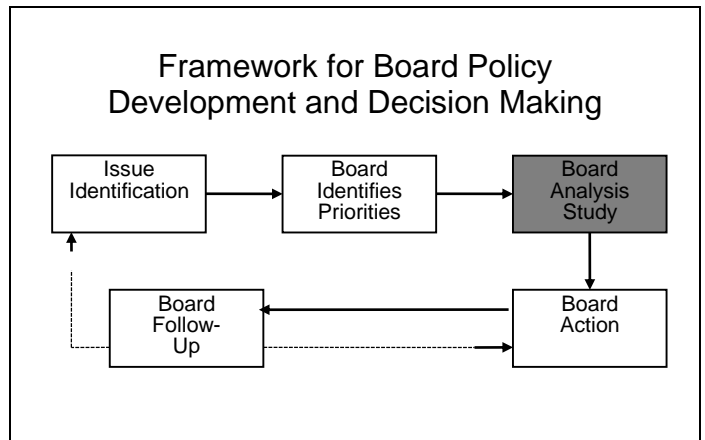 Framework for Board Policy
Development and Decision Making
Issue
Identification
Board
Identifies
Priorities
Board
Analysis
Study
Board
Follow-
Up
Board
Action